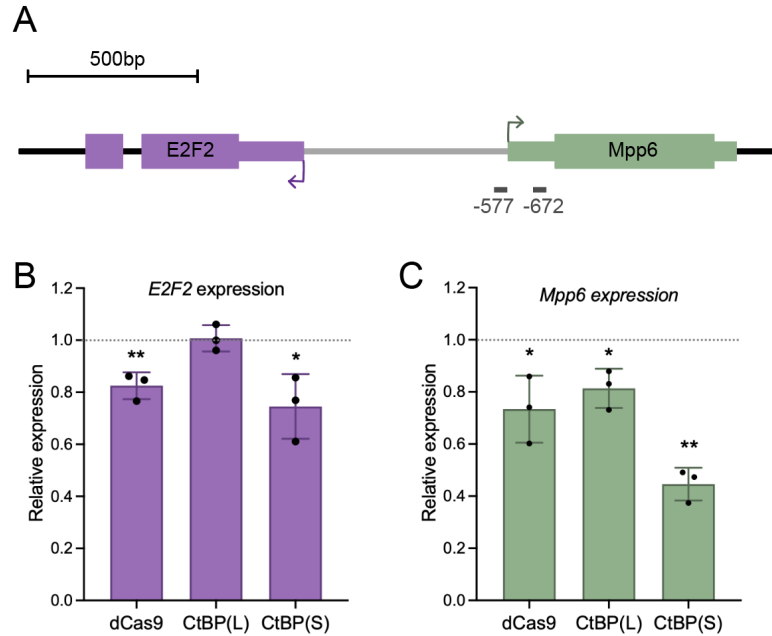 A
500bp
E2F2
Mpp6
-577
-672
B
E2F2 expression
Relative expression
1.2
1.0
0.8
0.6
0.4
0.2
0.0
**
*
dCas9
CtBP(L)
CtBP(S)
C
Mpp6 expression
Relative expression
1.2
1.0
0.8
0.6
0.4
0.2
0.0
*
*
**
dCas9
CtBP(L)
CtBP(S)